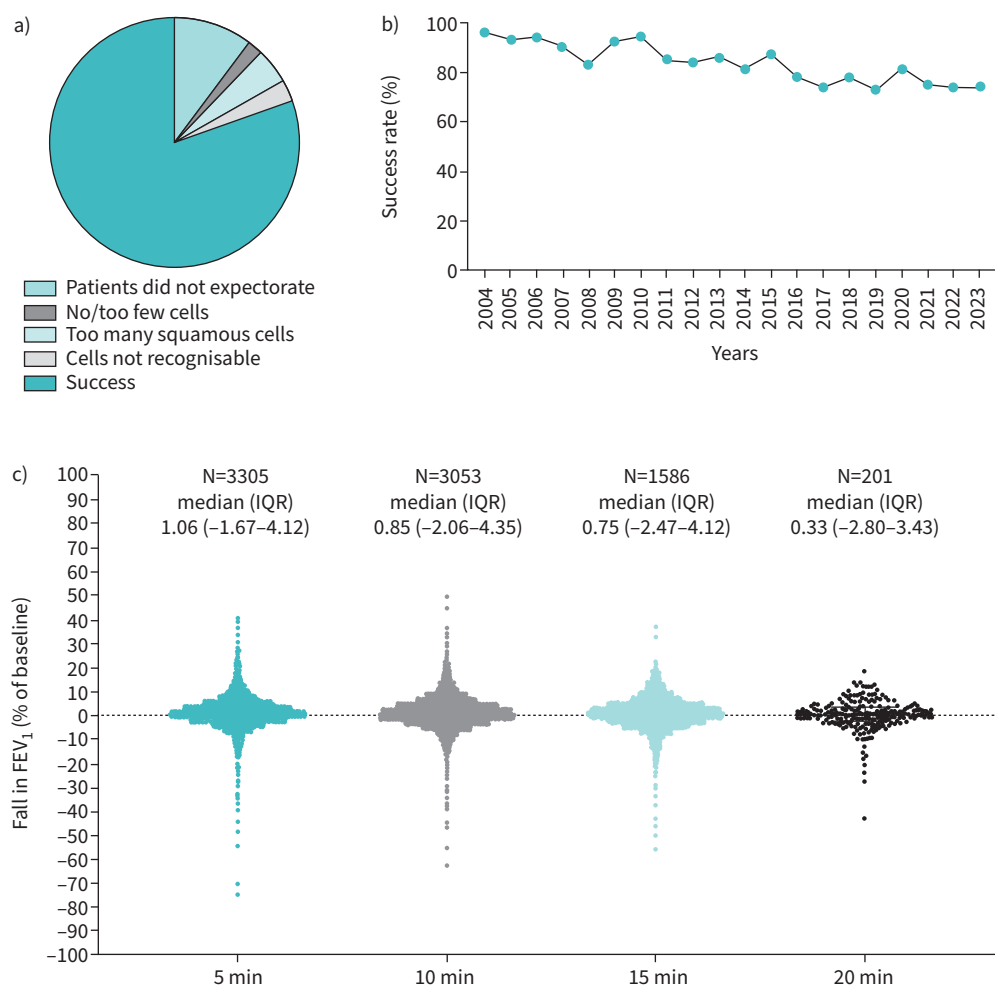 a)
Patients did not expectorate
No/too few cells
Too many squamous cells
Cells not recognisable
Success
b)
Success rate (%)
100
80
60
40
20
0
2004
2005
2006
2007
2008
2009
2010
2011
2012
2013
2014
2015
2016
2017
2018
2019
2020
2021
2022
2023
Years
c)
Fall in FEV1 (% of baseline)
100
90
80
70
60
50
40
30
20
10
0
–10
–20
–30
–40
–50
–60
–70
–80
–90
–100
N=3305
median (IQR)
1.06 (–1.67–4.12)
N=3053
median (IQR)
0.85 (–2.06–4.35)
N=1586
median (IQR)
0.75 (–2.47–4.12)
N=201
median (IQR)
0.33 (–2.80–3.43)
5 min
10 min
15 min
20 min